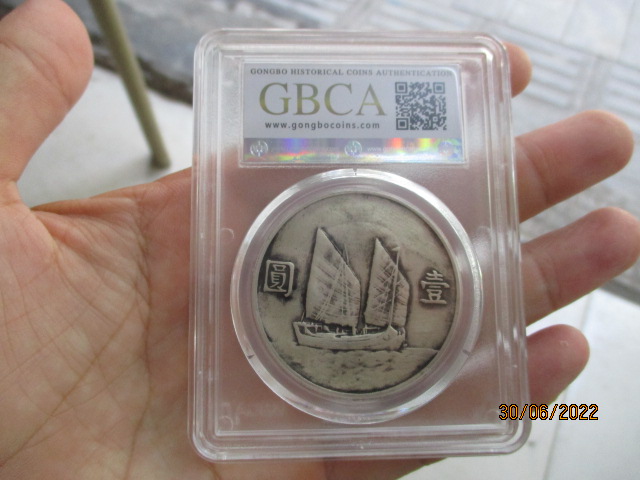 GONGBO HISTORICAL COINS AUTHENTICATION
GBCA
www.gongbocoins.com
圓 壹
30/06/2022